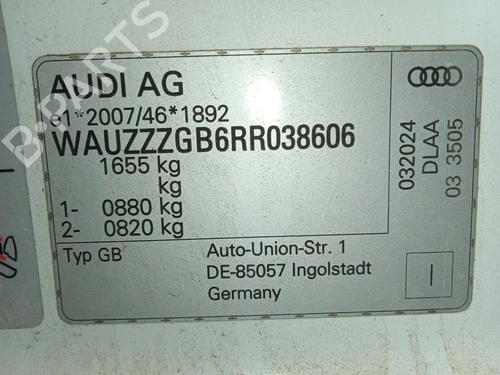 B-PARTS
AUDI AG
e1*2007/46*1892
WAUZZZGB6RR038606
1655 kg
kg
1- 0880 kg
2- 0820 kg
Typ GB
Auto-Union-Str. 1
DE-85057 Ingolstadt
Germany
I
032024
DLAA
03 3505